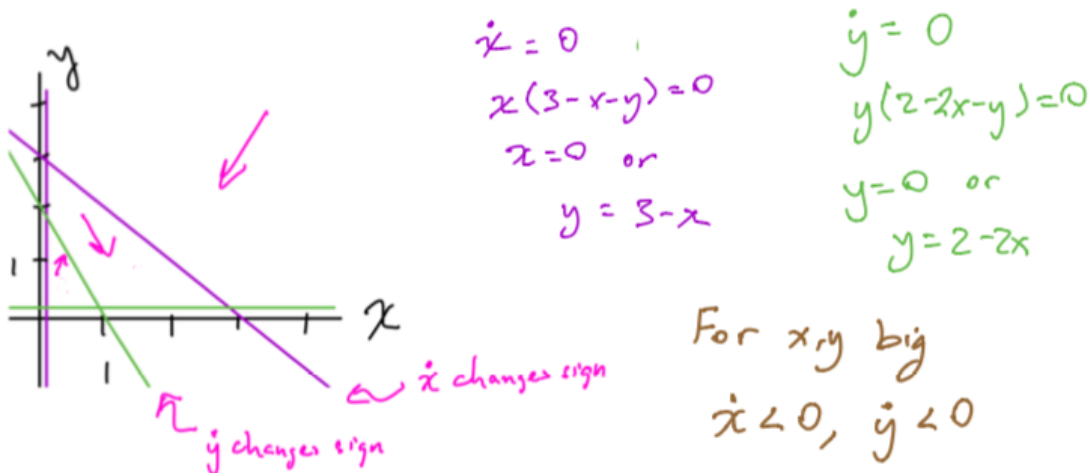 y
1
x
1
ẋ = 0
x(3-x-y)=0
x=0 or
y = 3-x
ẏ = 0
y(2-2x-y)=0
y=0 or
y=2-2x
ẋ changes sign
ẏ changes sign
For x,y big
ẋ<0, ẏ<0